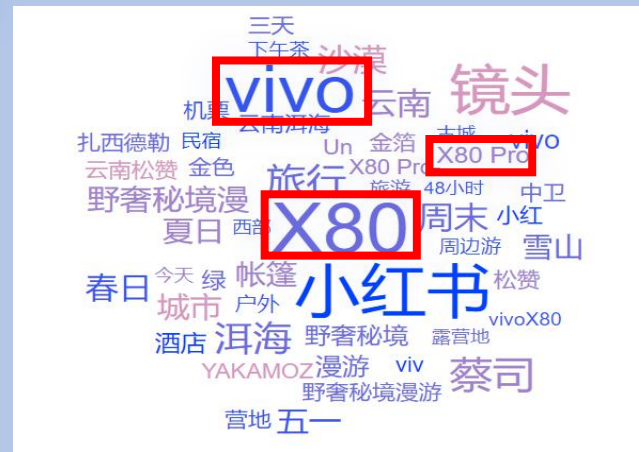 三天
下午茶 沙漠
vivo 云南 镜头
机票 云南洱海
扎西德勒 民宿 Un 金箔 古城 vivo
云南松赞 金色 旅行 X80 Pro X80 Pro
野奢秘境漫 旅游 48小时 中卫
夏日 西部 X80 周末 小红
周边游 雪山
春日 今天 绿 帐篷 小红书 松赞
城市 户外 vivoX80
酒店 洱海 野奢秘境 露营地
YAKAMOZ 漫游 viv 蔡司
野奢秘境漫游
营地 五一